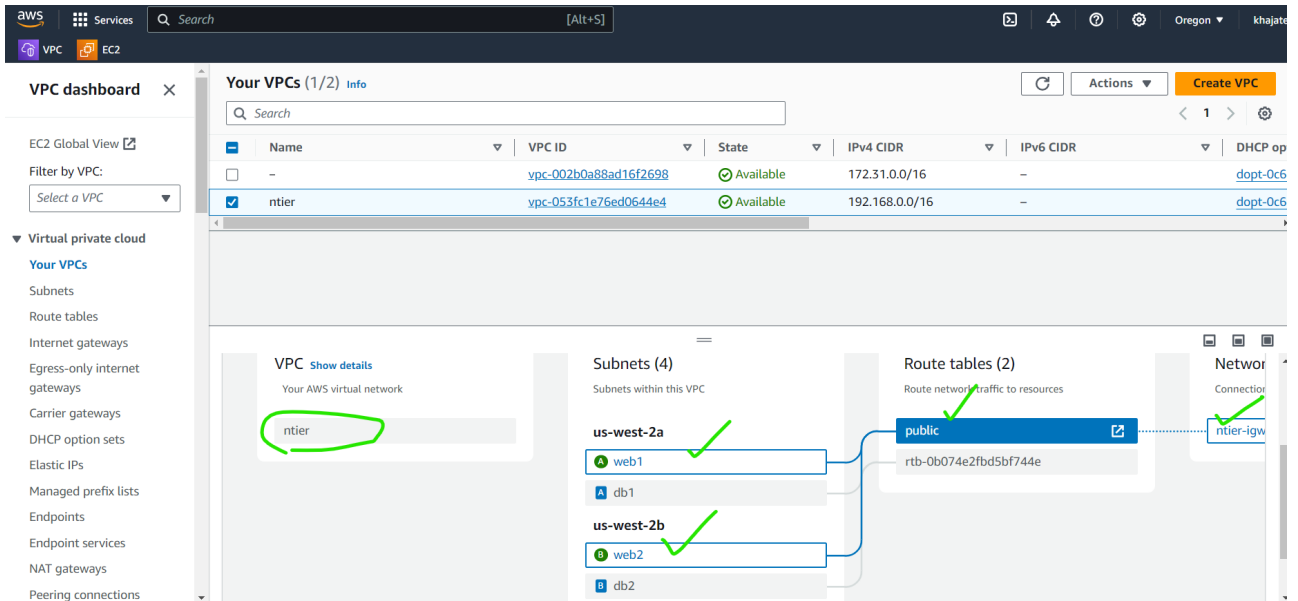 aws Services Search [Alt+S] Oregon ▼ khajate
VPC EC2
VPC dashboard
EC2 Global View
Filter by VPC:
Select a VPC
Virtual private cloud
Your VPCs
Subnets
Route tables
Internet gateways
Egress-only internet
gateways
Carrier gateways
DHCP option sets
Elastic IPs
Managed prefix lists
Endpoints
Endpoint services
NAT gateways
Peering connections
Your VPCs (1/2) Info Actions Create VPC
Search
1
Name VPC ID State IPv4 CIDR IPv6 CIDR DHCP op
– vpc-002b0a88ad16f2698 Available 172.31.0.0/16 – dopt-0c6
ntier vpc-053fc1e76ed0644e4 Available 192.168.0.0/16 – dopt-0c6
VPC Show details
Your AWS virtual network
ntier
Subnets (4)
Subnets within this VPC
us-west-2a
A web1
A db1
us-west-2b
B web2
B db2
Route tables (2)
Route network traffic to resources
public
rtb-0b074e2fbd5bf744e
Networ
Connection
ntier-igw